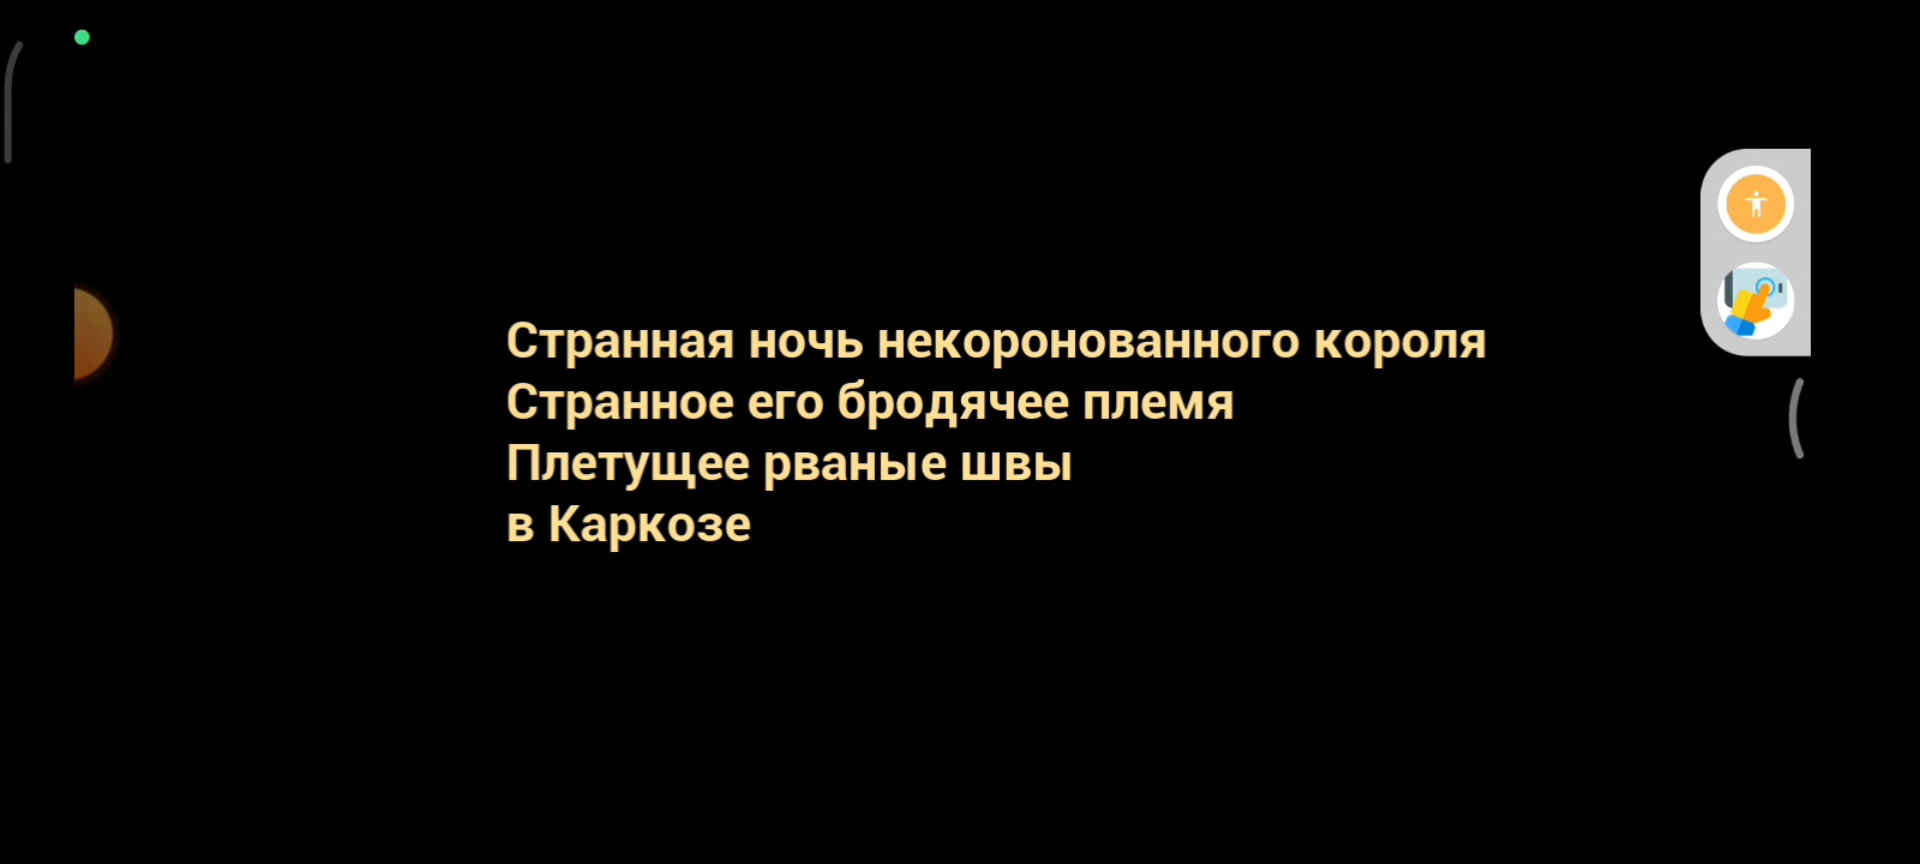 Странная ночь некоронованного короля
Странное его бродячее племя
Плетущее рваные швы
в Каркозе